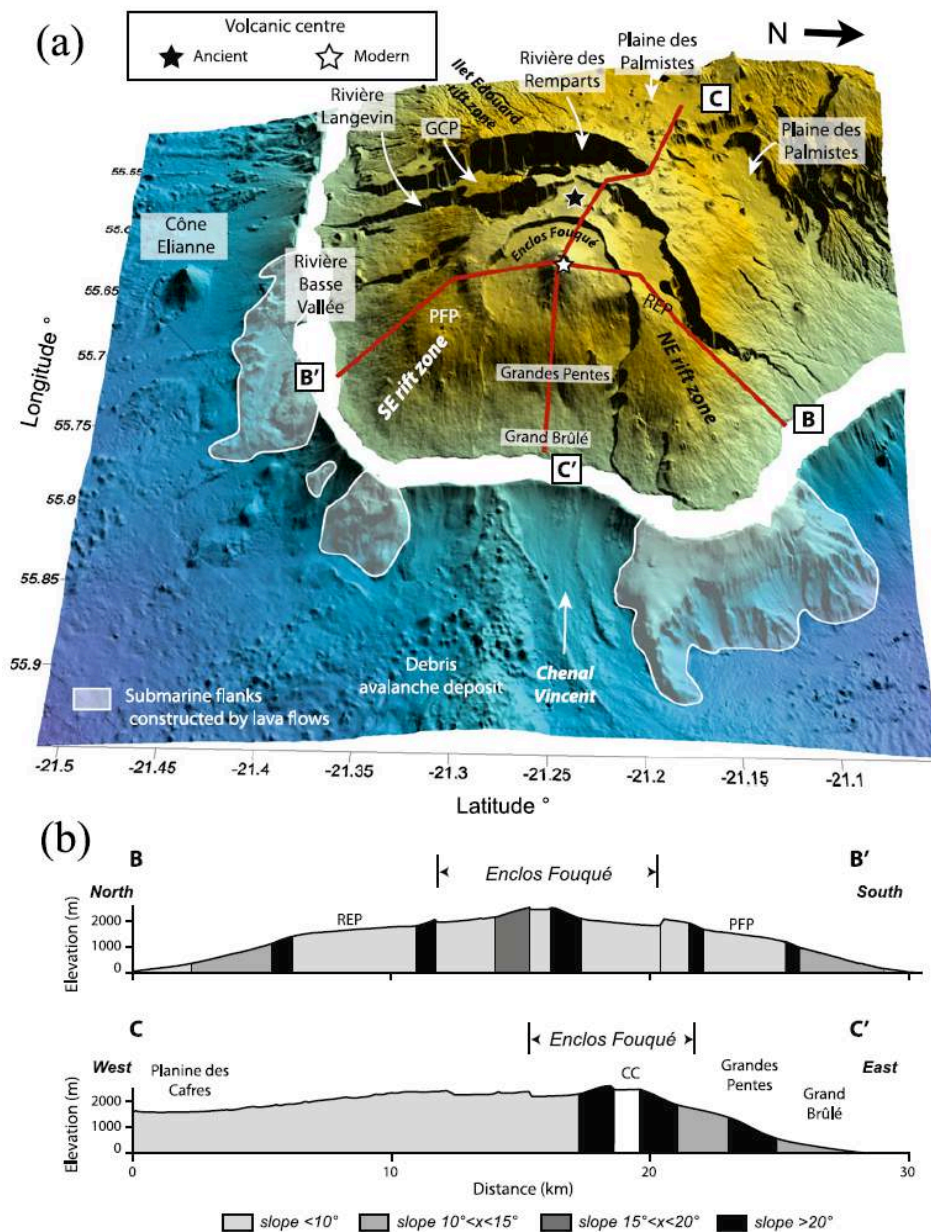 (a)
Volcanic centre
Ancient
Modern
N
Plaine des
Palmistes
Rivière des
Remparts
Ilet Edouard
rift zone
Rivière
Langevin
GCP
C
Plaine des
Palmistes
Cône
Elianne
Rivière
Basse
Vallée
Enclos Fouqué
PFP
REP
SE rift zone
NE rift zone
Grandes Pentes
Grand Brûlé
B'
B
C'
Longitude °
55.55
55.6
55.65
55.7
55.75
55.8
55.85
55.9
Debris
avalanche deposit
Chenal
Vincent
Submarine flanks
constructed by lava flows
-21.5
-21.45
-21.4
-21.35
-21.3
-21.25
-21.2
-21.15
-21.1
Latitude °
(b)
B
B'
North
Enclos Fouqué
South
REP
PFP
Elevation (m)
2000
1000
0
C
C'
West
Enclos Fouqué
East
Planine des
Cafres
CC
Grandes
Pentes
Grand
Brûlé
Elevation (m)
2000
1000
0
0
10
20
30
Distance (km)
slope <10°
slope 10°<x<15°
slope 15°<x<20°
slope >20°